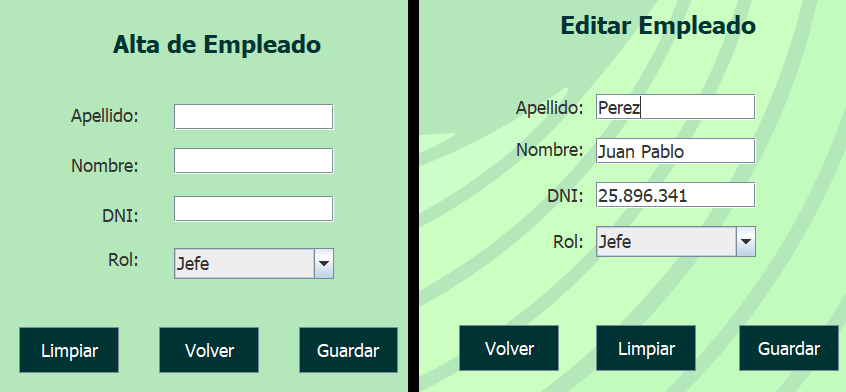 Alta de Empleado
Apellido:
Nombre:
DNI:
Rol: Jefe
Limpiar Volver Guardar
Editar Empleado
Apellido: Perez
Nombre: Juan Pablo
DNI: 25.896.341
Rol: Jefe
Volver Limpiar Guardar